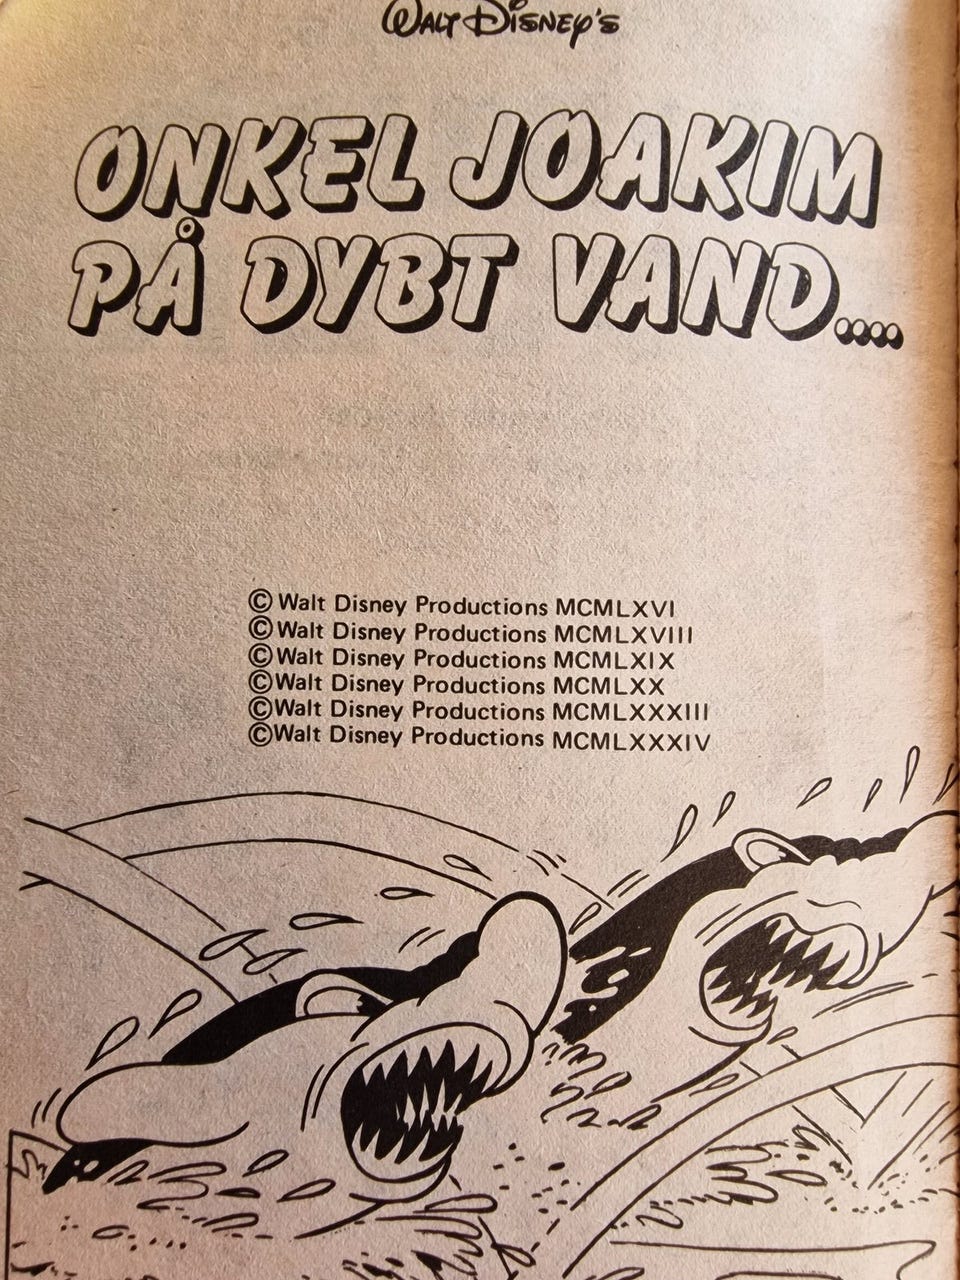 WALT DISNEY'S
ONKEL JOAKIM
PÅ DYBT VAND....
© Walt Disney Productions MCMLXVI
© Walt Disney Productions MCMLXVIII
© Walt Disney Productions MCMLXIX
© Walt Disney Productions MCMLXX
© Walt Disney Productions MCMLXXXIII
© Walt Disney Productions MCMLXXXIV